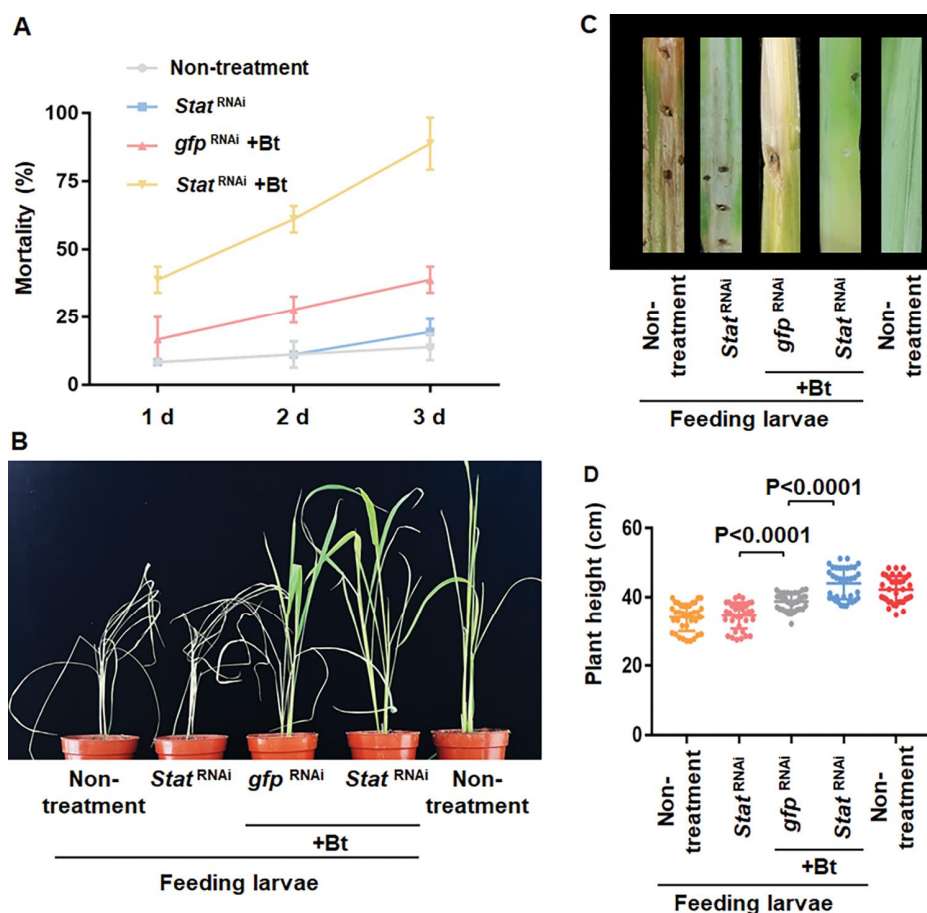 A
Non-treatment
Stat RNAi
gfp RNAi +Bt
Stat RNAi +Bt
Mortality (%)
100
75
50
25
0
1 d 2 d 3 d
B
Non-treatment Stat RNAi gfp RNAi Stat RNAi Non-treatment
+Bt
Feeding larvae
C
Non-treatment
Stat RNAi
gfp RNAi
Stat RNAi
Non-treatment
+Bt
Feeding larvae
D
P<0.0001
P<0.0001
Plant height (cm)
60
40
20
0
Non-treatment
Stat RNAi
gfp RNAi
Stat RNAi
Non-treatment
+Bt
Feeding larvae